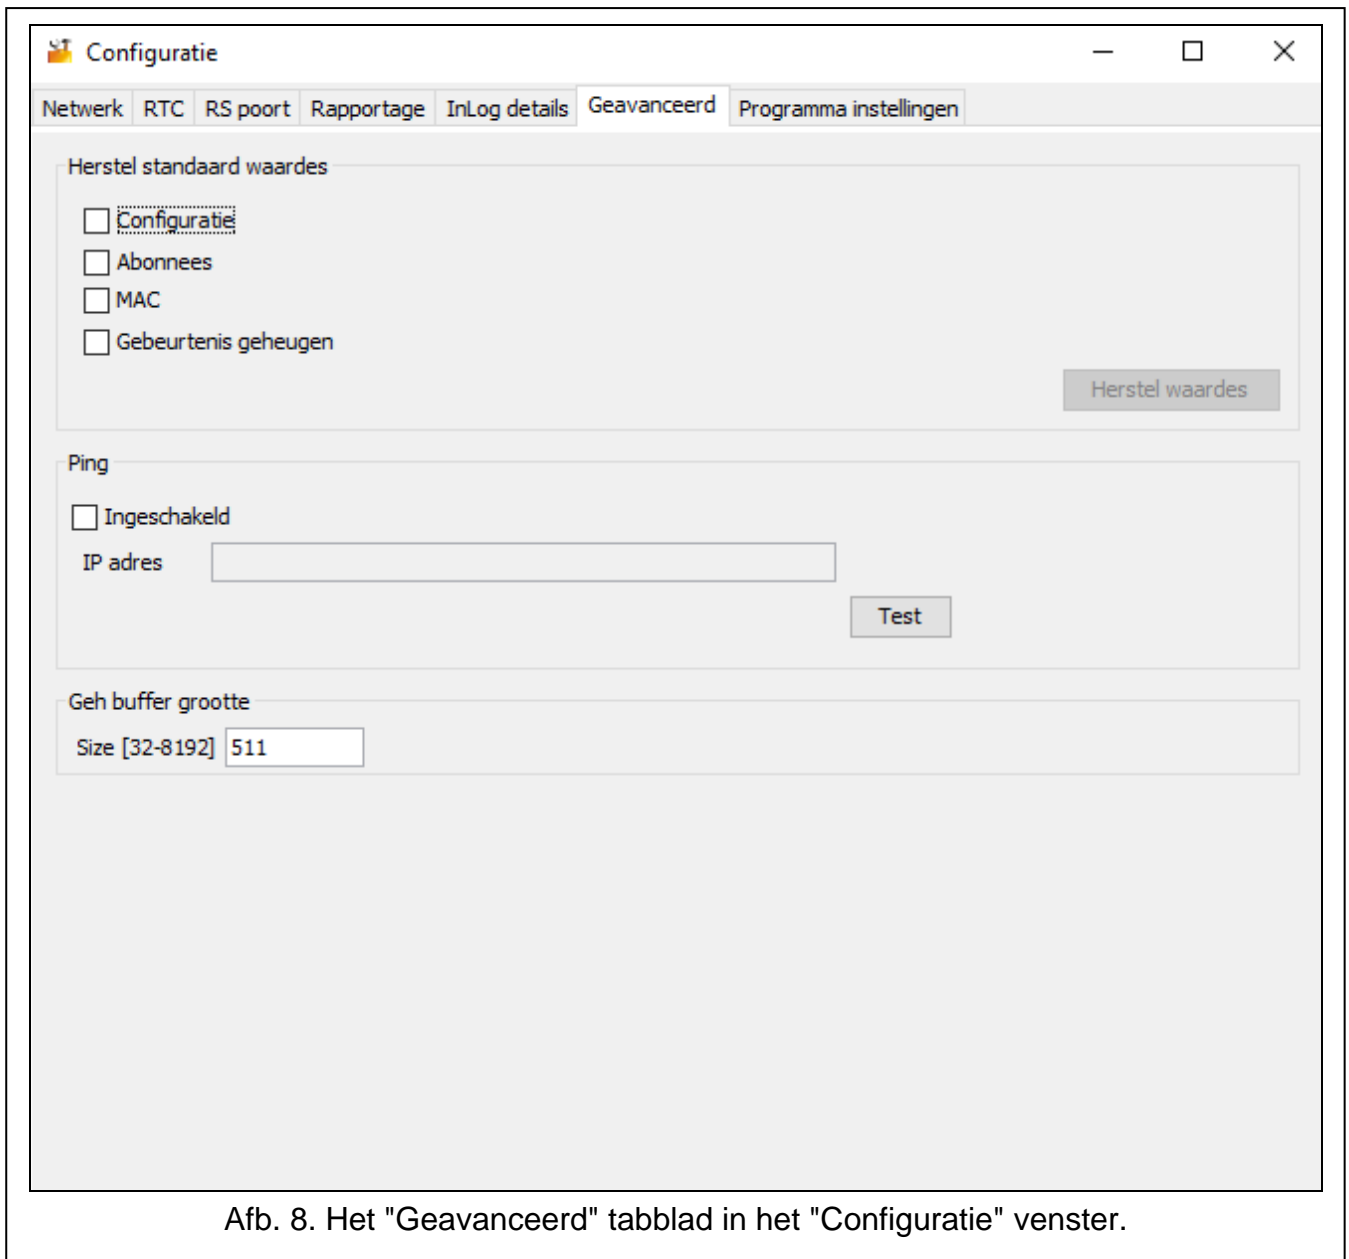 Configuratie
Netwerk RTC RS poort Rapportage InLog details Geavanceerd Programma instellingen
Herstel standaard waardes
Configuratie
Abonnees
MAC
Gebeurtenis geheugen
Herstel waardes
Ping
Ingeschakeld
IP adres
Test
Geh buffer grootte
Size [32-8192] 511
Afb. 8. Het "Geavanceerd" tabblad in het "Configuratie" venster.